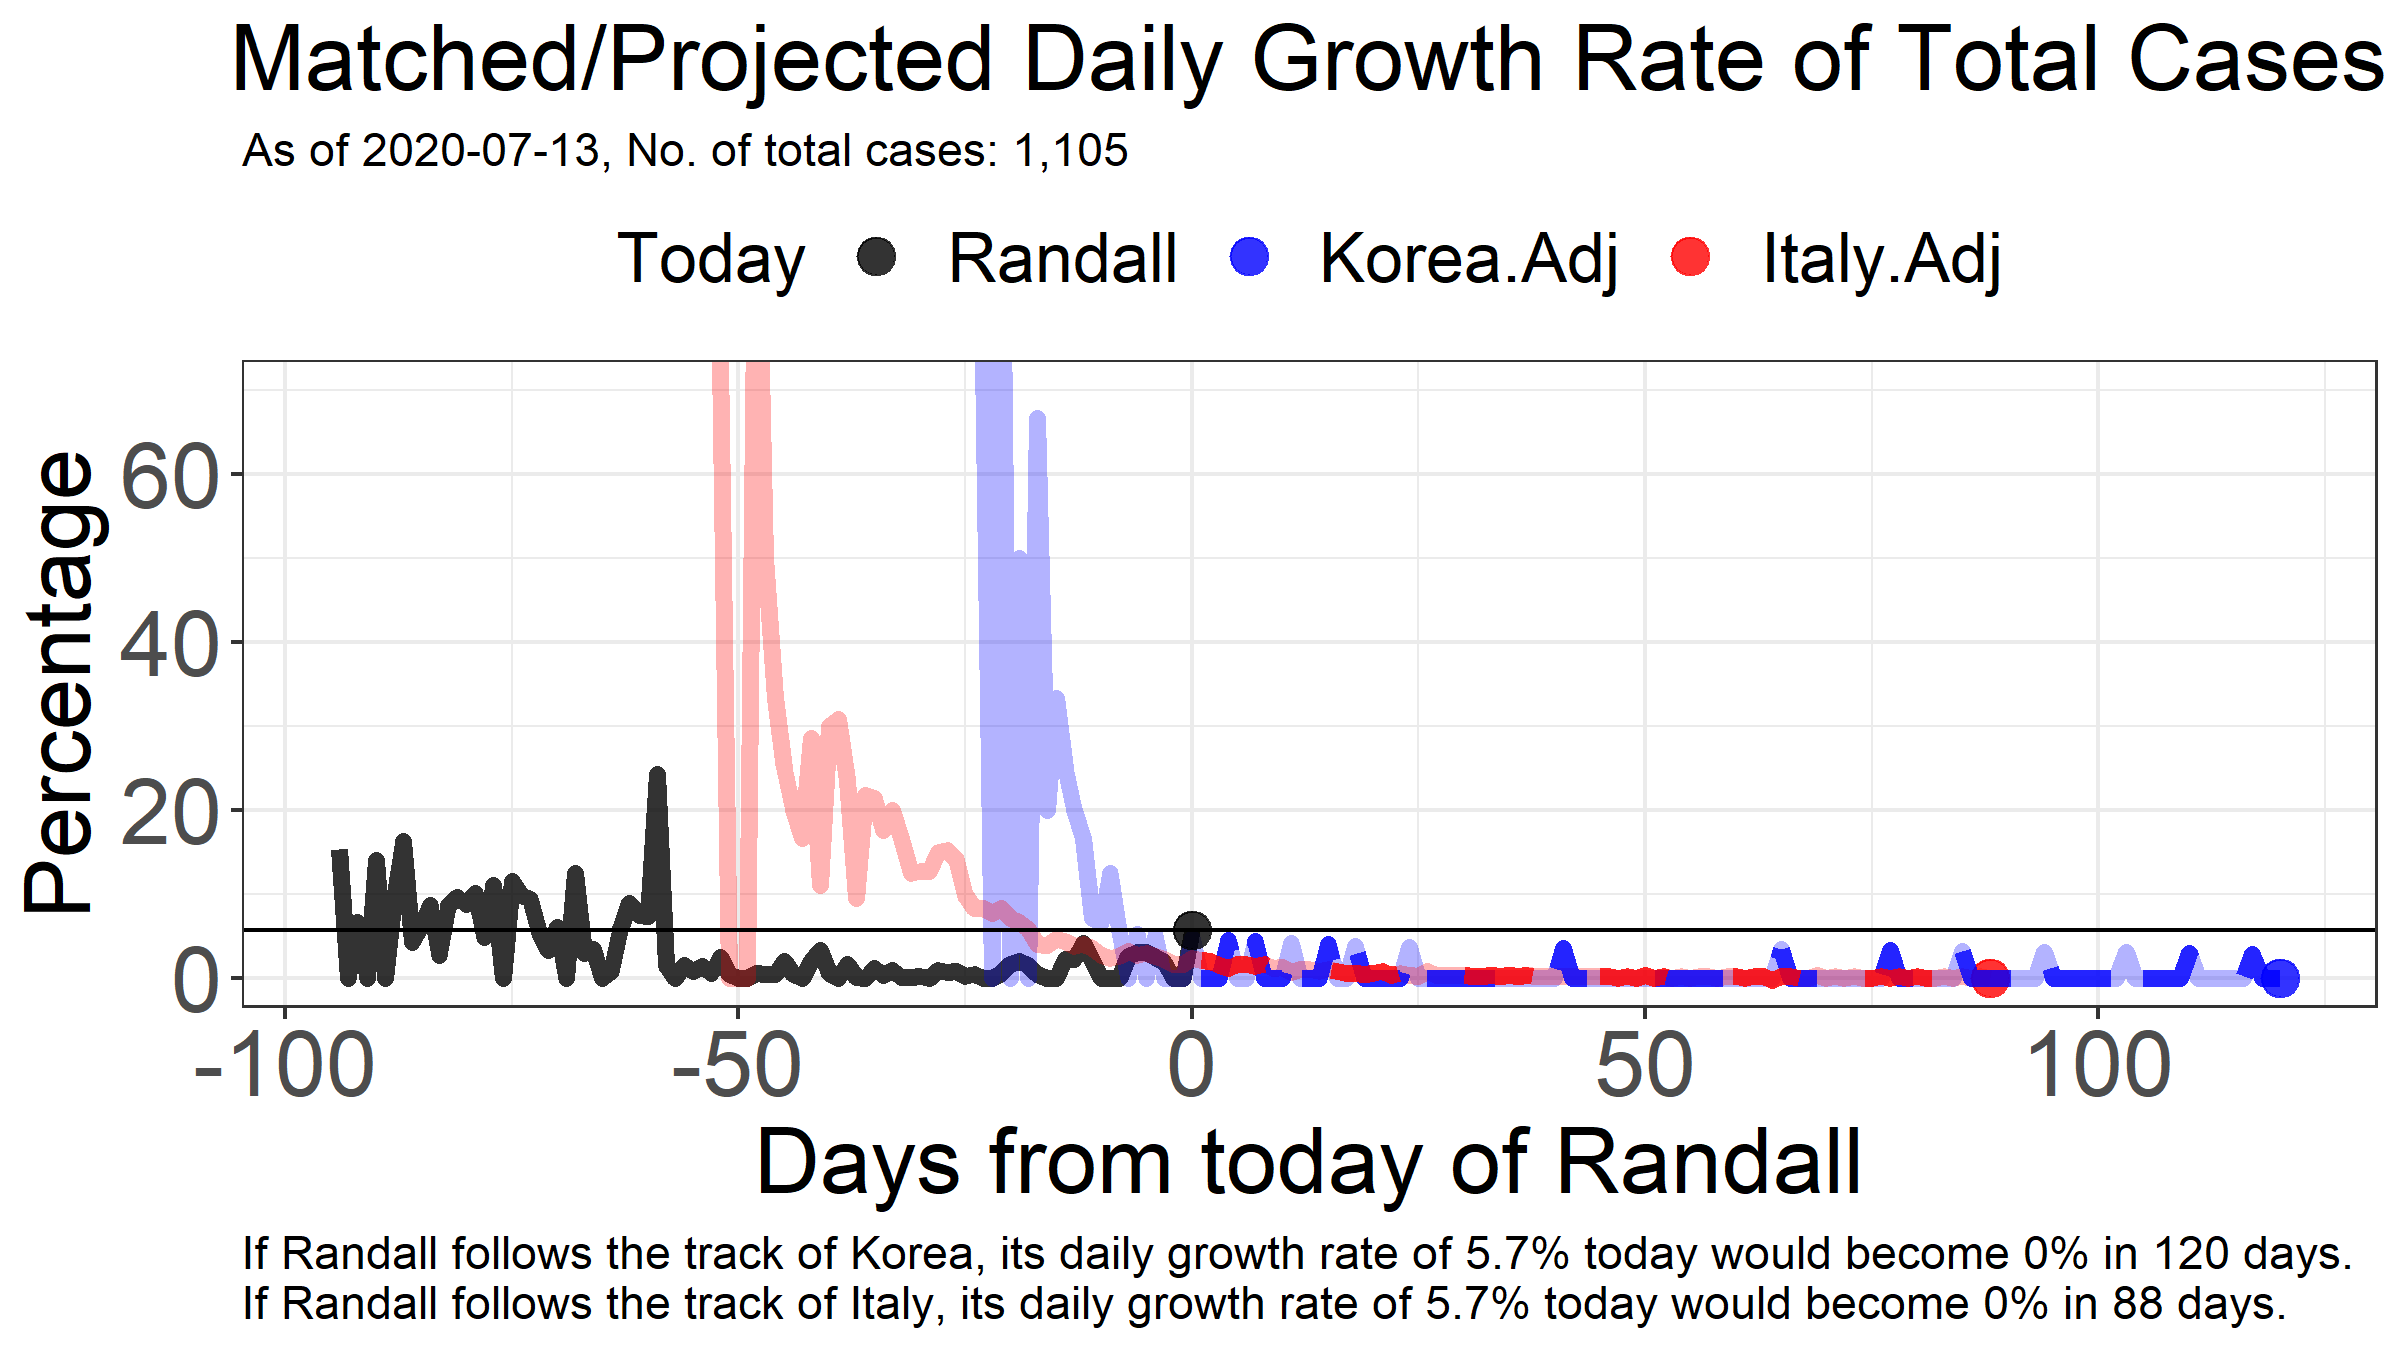 Matched/Projected Daily Growth Rate of Total Cases
As of 2020-07-13, No. of total cases: 1,105
Today Randall Korea.Adj Italy.Adj
Percentage
60
40
20
0
-100 -50 0 50 100
Days from today of Randall
If Randall follows the track of Korea, its daily growth rate of 5.7% today would become 0% in 120 days.
If Randall follows the track of Italy, its daily growth rate of 5.7% today would become 0% in 88 days.